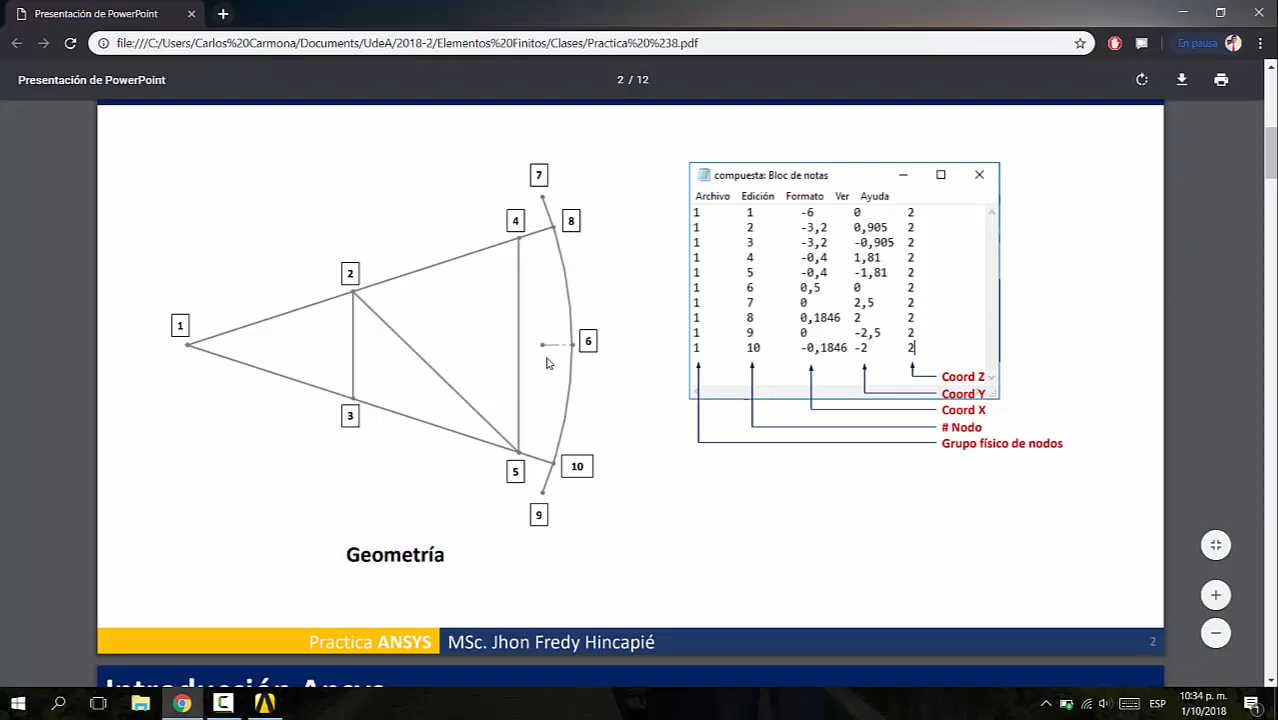 Presentación de PowerPoint
file:///C:/Users/Carlos%20Carmona/Documents/UdeA/2018-2/Elementos%20Finitos/Clases/Practica%20%238.pdf
En pausa
Presentación de PowerPoint
2 / 12
7
4
8
2
1
6
3
5
10
9
Geometría
compuesta: Bloc de notas
Archivo Edición Formato Ver Ayuda
1 1 -6 0 2
1 2 -3,2 0,905 2
1 3 -3,2 -0,905 2
1 4 -0,4 1,81 2
1 5 -0,4 -1,81 2
1 6 0,5 0 2
1 7 0 2,5 2
1 8 0,1846 2 2
1 9 0 -2,5 2
1 10 -0,1846 -2 2
Coord Z
Coord Y
Coord X
# Nodo
Grupo físico de nodos
Practica ANSYS
MSc. Jhon Fredy Hincapié
2
Introducción Ansys
ESP
10:34 p. m.
1/10/2018